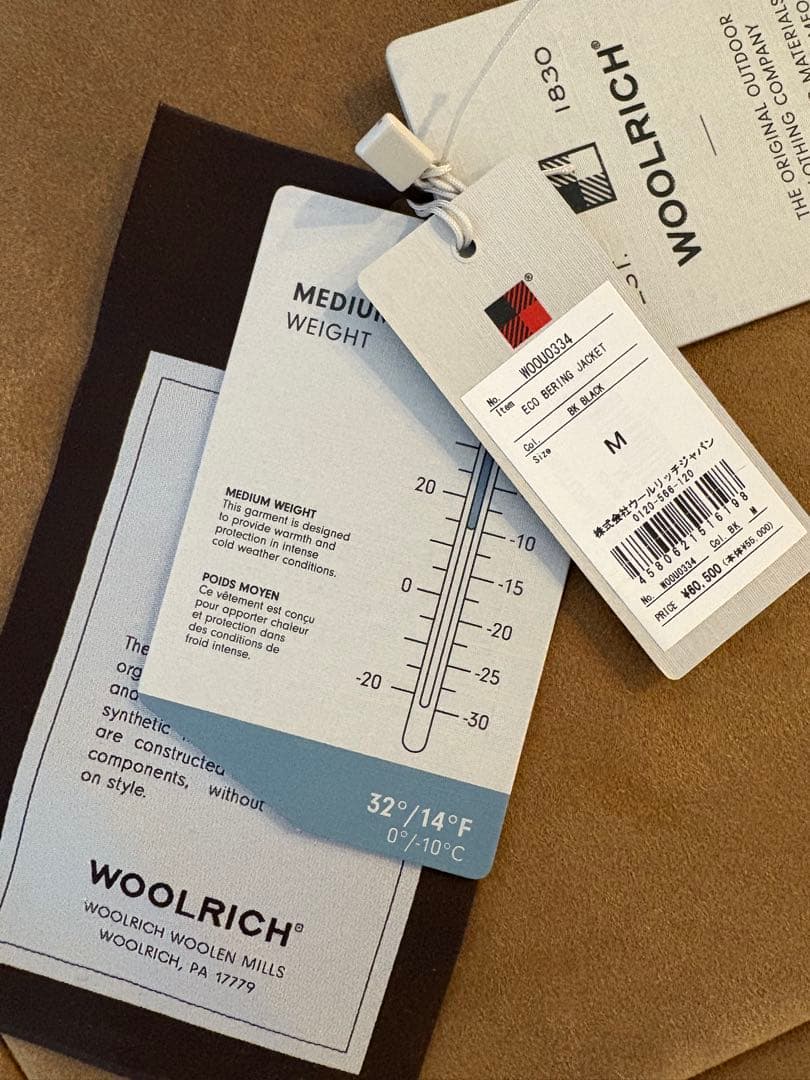 1830
WOOLRICH®
THE ORIGINAL OUTDOOR
CLOTHING COMPANY
MATERIALS
EST.
MEDIUM
WEIGHT
MEDIUM WEIGHT
This garment is designed
to provide warmth and
protection in intense
cold weather conditions.
POIDS MOYEN
Ce vêtement est conçu
pour apporter chaleur
et protection dans
des conditions de
froid intense.
20
0
-20
-10
-15
-20
-25
-30
32°/14°F
0°/-10°C
No. WOOU0334
Item ECO BERING JACKET
Col. BK BLACK
Size M
株式会社ウールリッチジャパン
0120-566-120
4580621516198
No. WOOU0334 Col. BK M
PRICE ¥60,500 (本体¥55,000)
The
org
and
synthetic
are constructed
components, without
on style.
WOOLRICH®
WOOLRICH WOOLEN MILLS
WOOLRICH, PA 17779